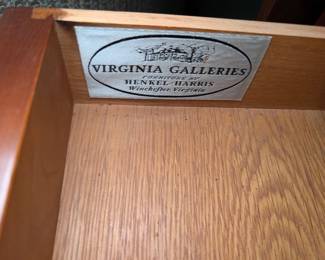 VIRGINIA GALLERIES
FURNITURE BY
HENKEL-HARRIS
Winchester, Virginia